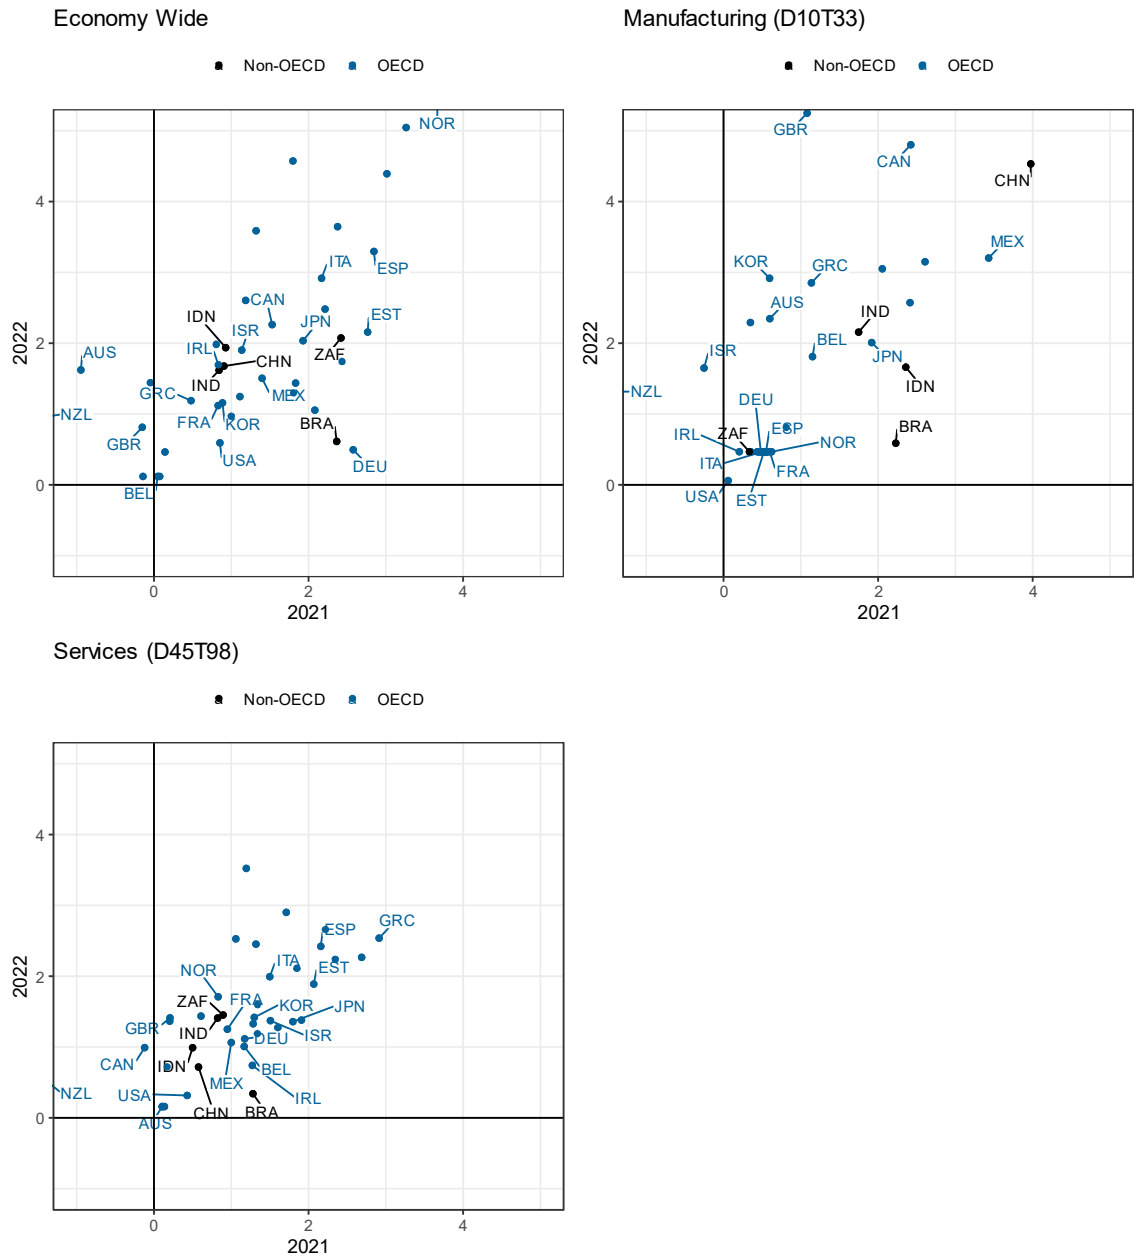 Economy Wide
Manufacturing (D10T33)
Non-OECD OECD
Non-OECD OECD
NOR
ITA
ESP
CAN
IDN
ISR
JPN
EST
AUS
IRL
CHN
ZAF
IND
GRC
MEX
NZL
FRA
KOR
BRA
GBR
USA
DEU
BEL
4
2
0
2022
0 2 4
2021
GBR
CAN
CHN
MEX
KOR
GRC
AUS
IND
ISR
BEL
JPN
NZL
IDN
DEU
IRL
ZAF
ESP
BRA
NOR
ITA
FRA
USA
EST
4
2
0
2022
0 2 4
2021
Services (D45T98)
Non-OECD OECD
GRC
ESP
ITA
EST
NOR
ZAF
FRA
KOR
JPN
GBR
IND
DEU
ISR
CAN
IDN
BEL
NZL
USA
MEX
IRL
CHN
BRA
AUS
4
2
0
2022
0 2 4
2021